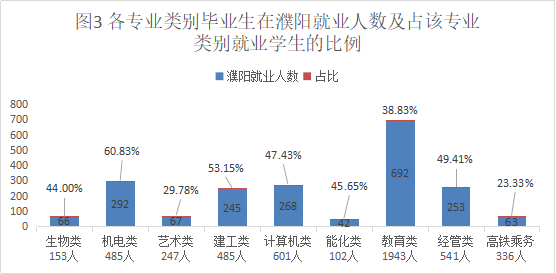 图3 各专业类别毕业生在濮阳就业人数及占该专业
类别就业学生的比例
濮阳就业人数 占比
800
700
600
500
400
300
200
100
0
44.00% 60.83% 29.78% 53.15% 47.43% 45.65% 38.83% 49.41% 23.33%
66 292 67 245 268 42 692 253 63
生物类 机电类 艺术类 建工类 计算机类 能化类 教育类 经管类 高铁乘务
153人 485人 247人 485人 601人 102人 1943人 541人 336人